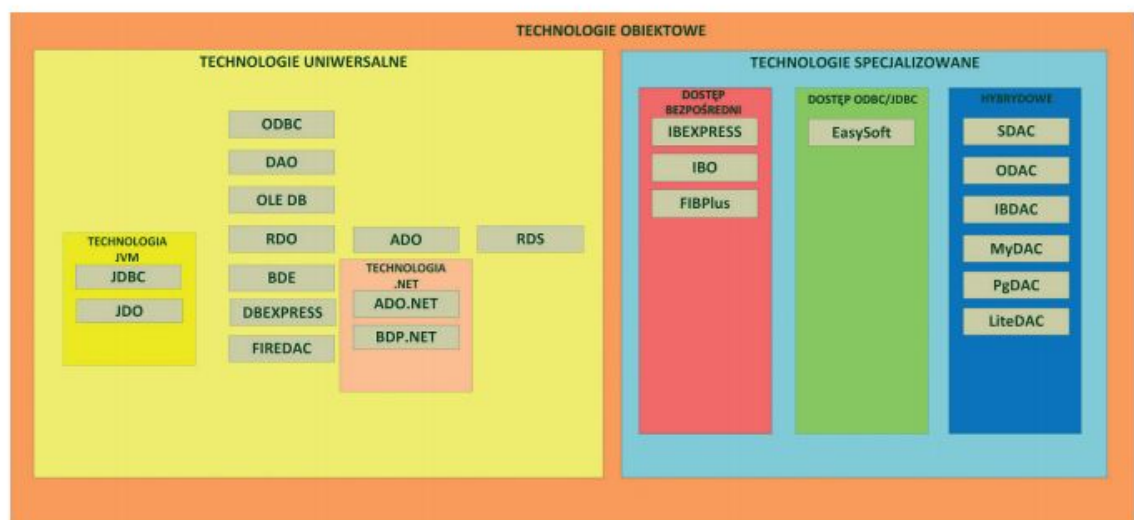 TECHNOLOGIE OBIEKTOWE
TECHNOLOGIE UNIWERSALNE
ODBC
DAO
OLE DB
RDO
ADO
RDS
BDE
DBEXPRESS
FIREDAC
TECHNOLOGIA
JVM
JDBC
JDO
TECHNOLOGIA
.NET
ADO.NET
BDP.NET
TECHNOLOGIE SPECJALIZOWANE
DOSTĘP
BEZPOŚREDNI
IBEXPRESS
IBO
FIBPlus
DOSTĘP ODBC/JDBC
EasySoft
HYBRYDOWE
SDAC
ODAC
IBDAC
MyDAC
PgDAC
LiteDAC